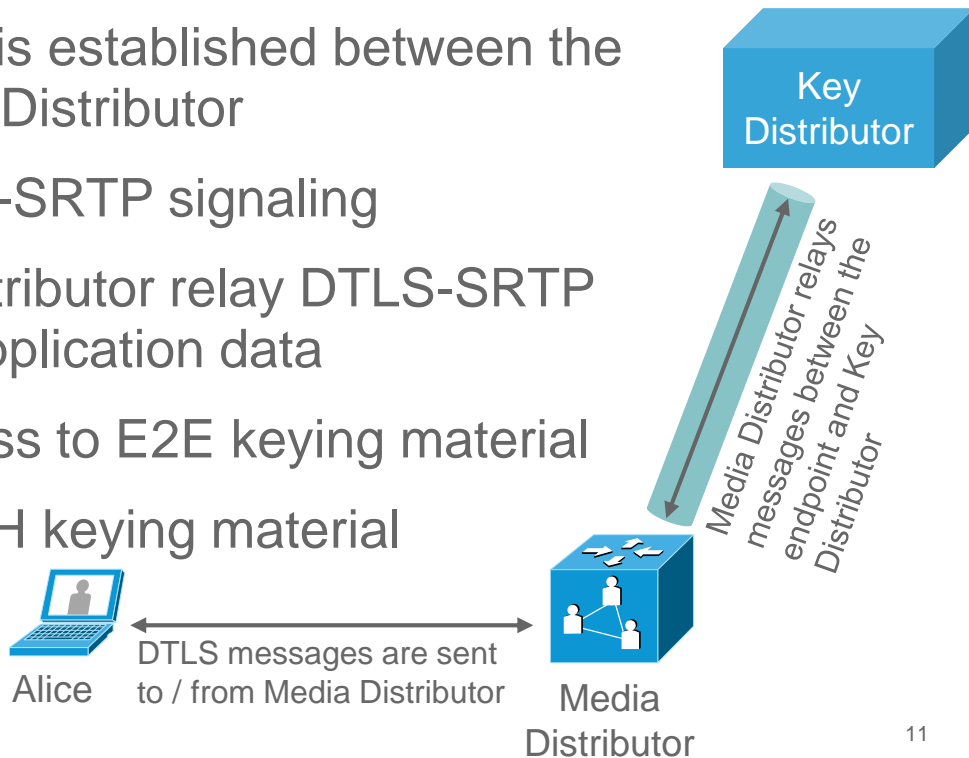 is established between the
Distributor
-SRTP signaling
tributor relay DTLS-SRTP
plication data
ss to E2E keying material
H keying material
Key
Distributor
Media Distributor relays
messages between the
endpoint and Key
Distributor
DTLS messages are sent
to / from Media Distributor
Alice
Media
Distributor
11